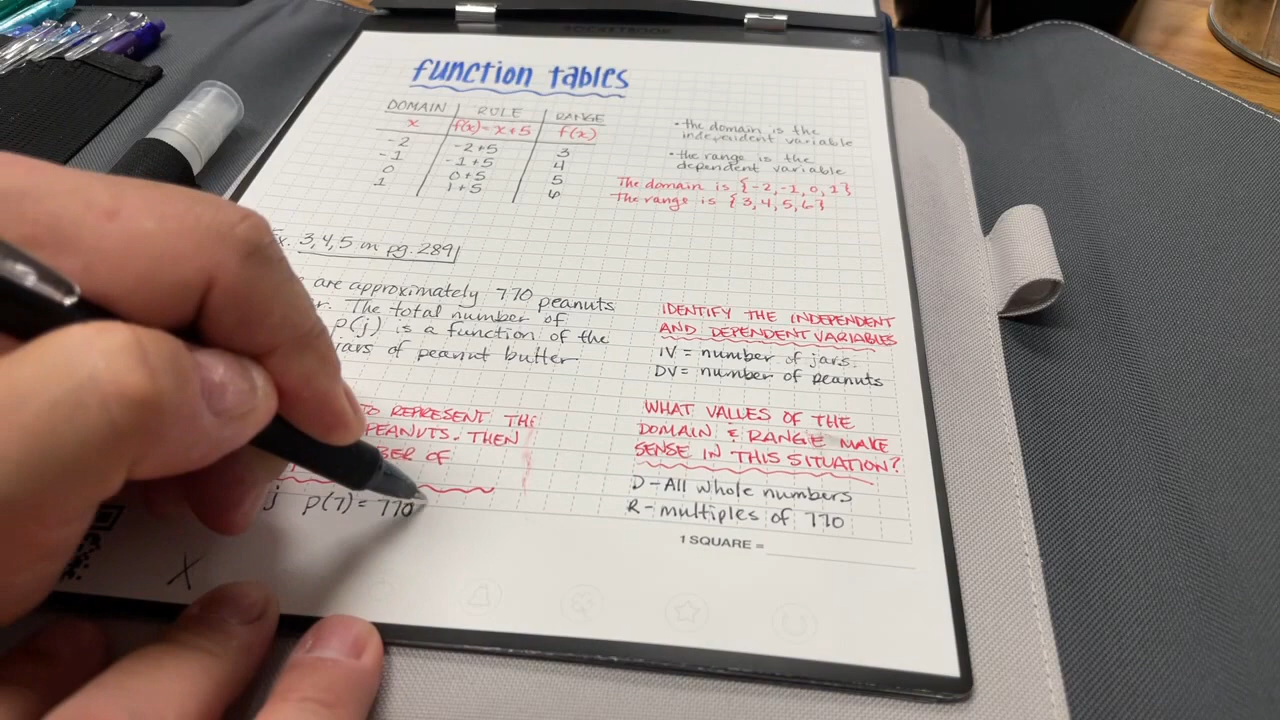 function tables
DOMAIN RULE RANGE
x f(x)=x+5 f(x)
-2 -2+5 3
-1 -1+5 4
0 0+5 5
1 1+5 6
• the domain is the
independent variable
• the range is the
dependent variable
The domain is {-2,-1,0,1}
The range is {3,4,5,6}
3,4,5 on pg. 289
are approximately 770 peanuts
The total number of
p(j) is a function of the
jars of peanut butter
TO REPRESENT THE
PEANUTS. THEN
OF
j p(7)= 770
X
IDENTIFY THE INDEPENDENT
AND DEPENDENT VARIABLES
IV = number of jars.
DV= number of peanuts
WHAT VALUES OF THE
DOMAIN & RANGE MAKE
SENSE IN THIS SITUATION?
D-All whole numbers
R-multiples of 770
1 SQUARE =